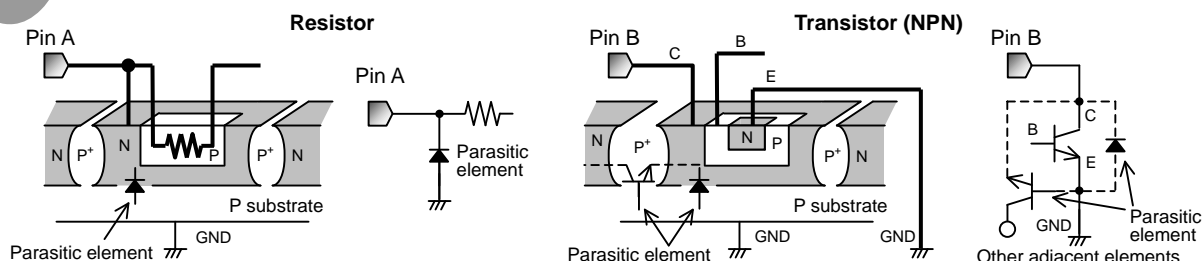 Resistor
Pin A
Pin A
N
P+
N
P
P+
N
Parasitic
element
P substrate
GND
Parasitic element
Transistor (NPN)
Pin B
C
B
E
N
P+
N
P
P+
N
P substrate
GND
GND
Parasitic element
Pin B
C
B
E
GND
Parasitic
element
Other adjacent elements